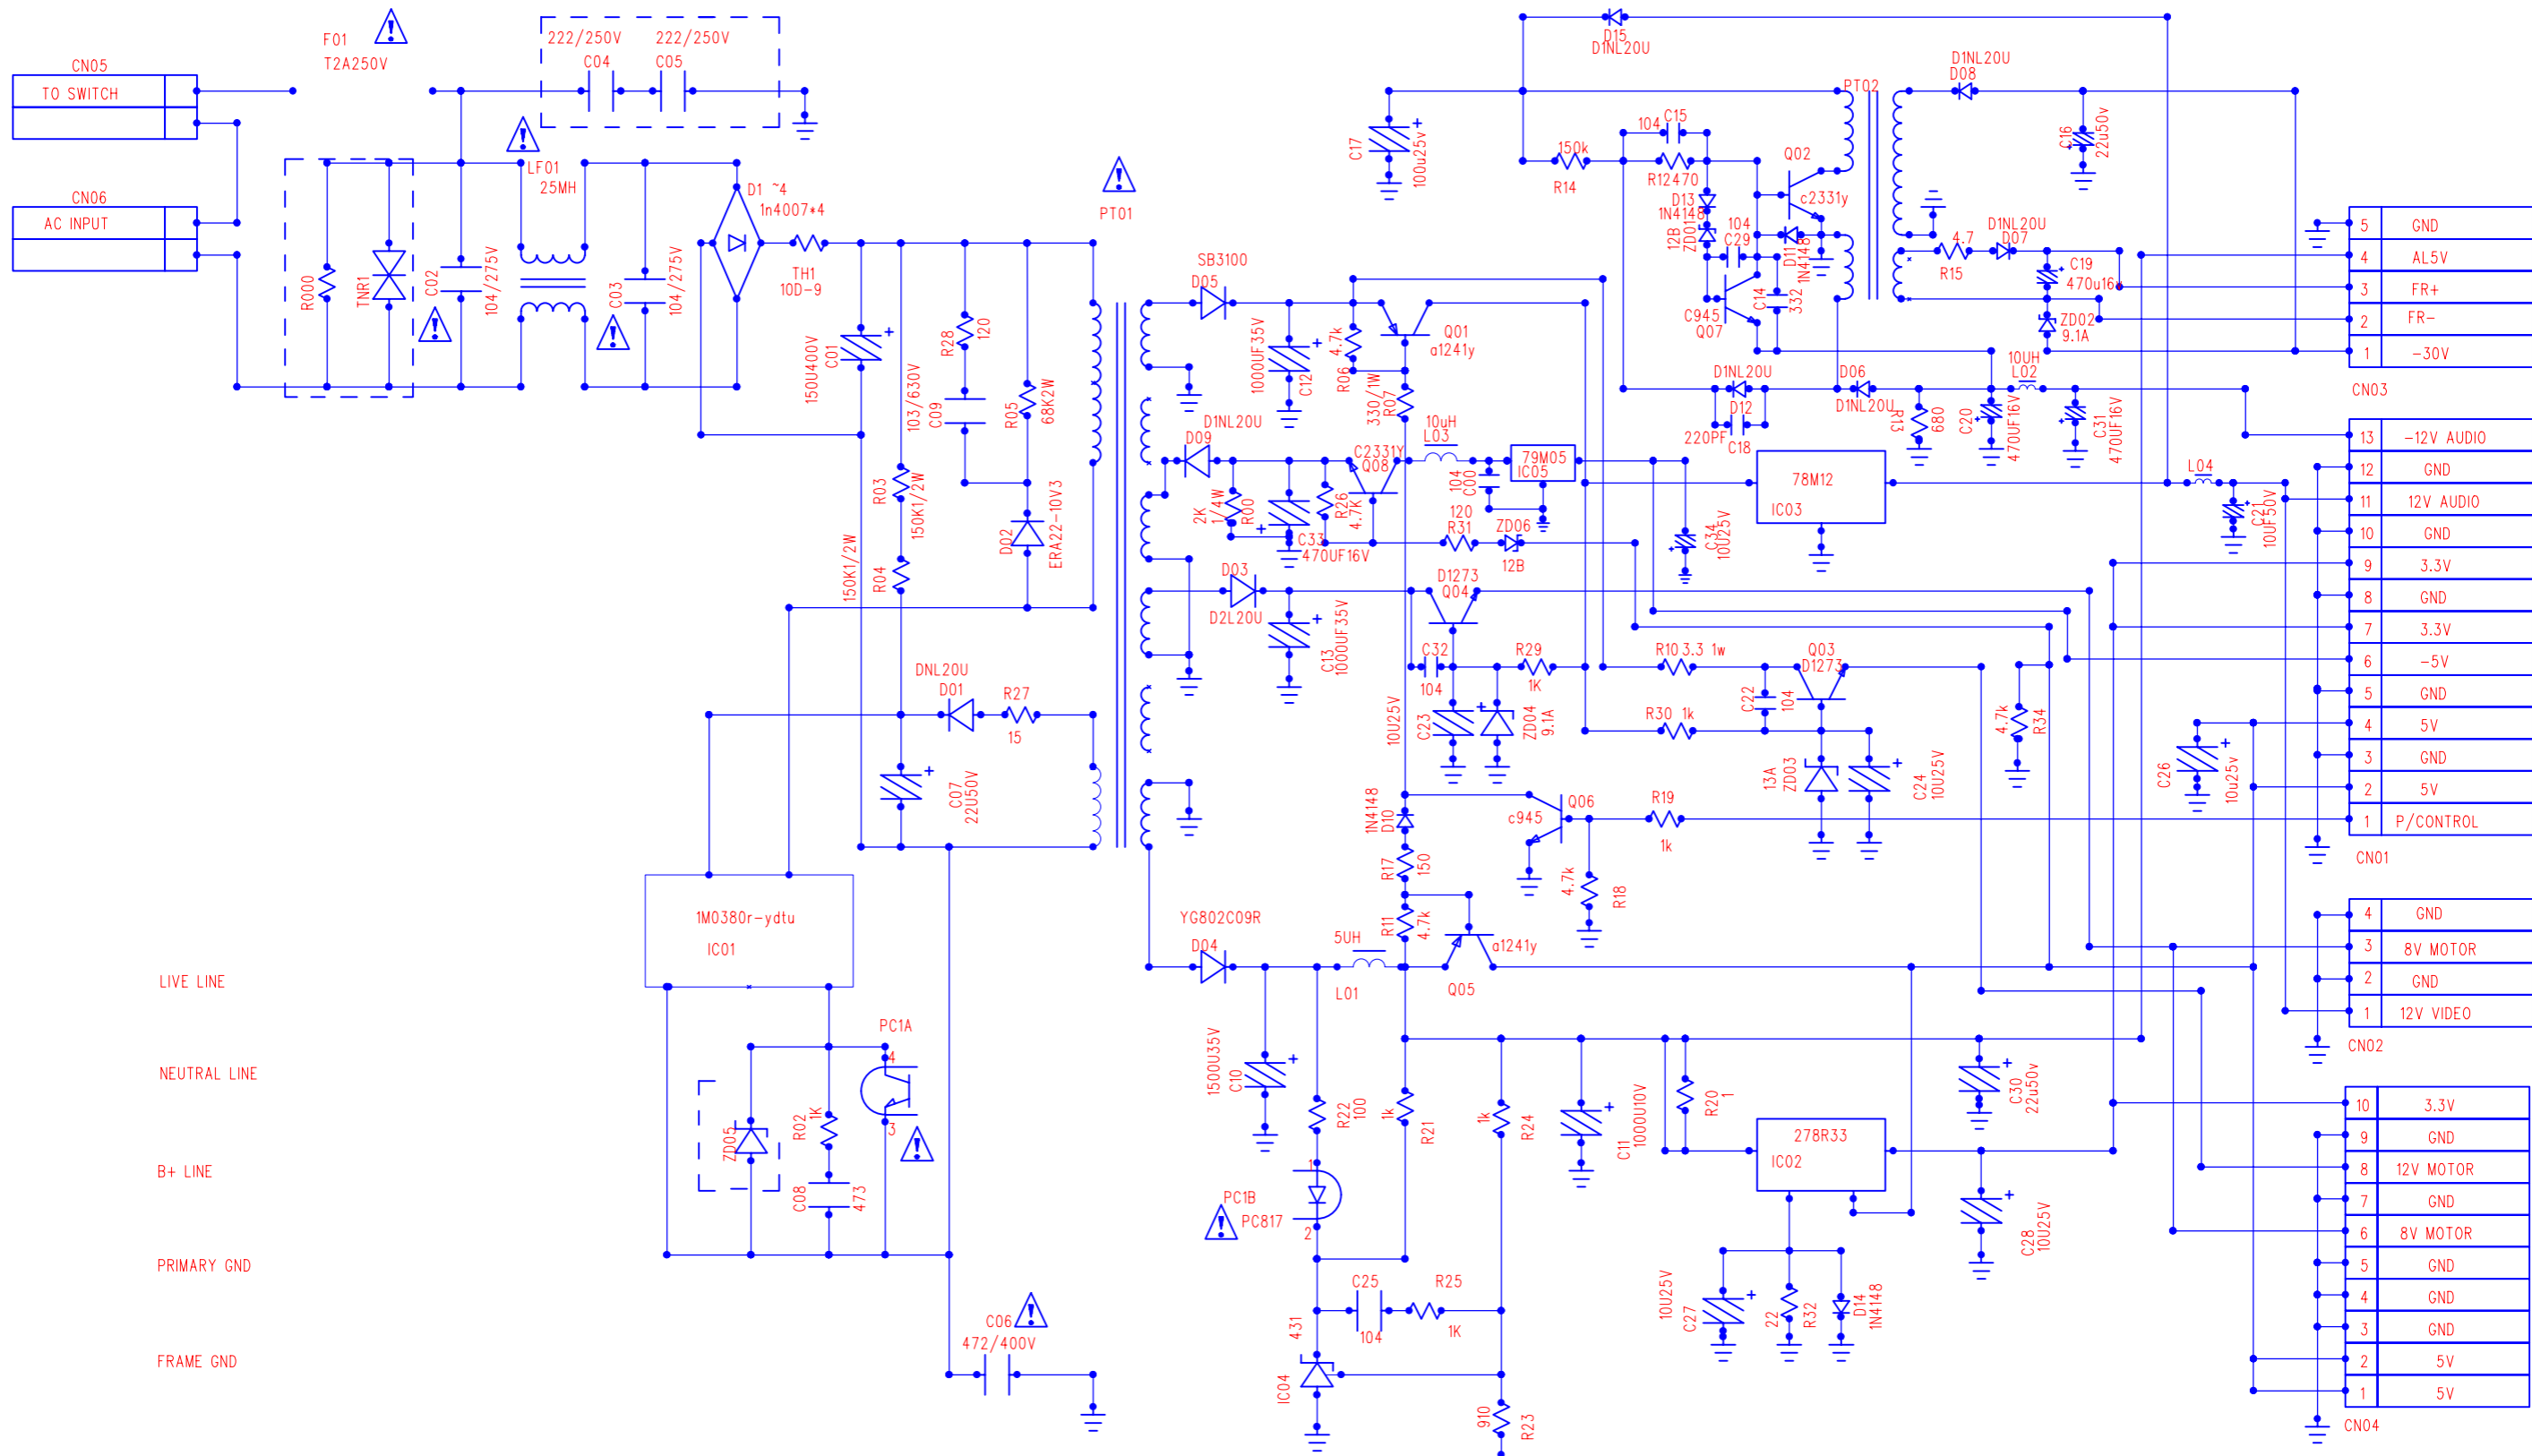 CN05
TO SWITCH
CN06
AC INPUT
F01
T2A250V
222/250V
C04
222/250V
C05
R000
TNR1
C02
104/275V
LF01
25MH
C03
104/275V
D1 ~4
1n4007*4
TH1
10D-9
C01
150U400V
103/630V
R28
120
C09
R05
68K2W
R03
150K1/2W
R04
150K1/2W
D02
ERA22-10V3
DNL20U
D01
R27
15
C07
22U50V
PT01
1M0380r-ydtu
IC01
PC1A
4
3
ZD05
R02
1K
C08
473
C06
472/400V
LIVE LINE
NEUTRAL LINE
B+ LINE
PRIMARY GND
FRAME GND
SB3100
D05
1000UF35V
C12
4.7k
R06
Q01
a1241y
330/1W
R07
D1NL20U
D09
2K
1/4W
R00
C33
470UF16V
R26
4.7K
C2331Y
Q08
10uH
L03
104
C00
79M05
IC05
120
R31
ZD06
12B
C34
10U25V
D03
D2L20U
C13
1000UF35V
D1273
Q04
C32
104
R29
1K
10U25V
C23
ZD04
9.1A
R10 3.3 1w
Q03
D1273
C22
104
R30 1k
13A
ZD03
C24
10U25V
4.7k
R34
1N4148
D10
R17
150
R11
4.7k
Q06
c945
R19
1k
4.7k
R18
YG802C09R
D04
5UH
L01
a1241y
Q05
1500U35V
C10
R22
100
1k
R21
1k
R24
C11
1000U10V
R20
1
PC1B
PC817
1
2
C25
104
R25
1K
431
IC04
910
R23
278R33
IC02
10U25V
C27
22
R32
D14
1N4148
C30
22u50v
C28
10U25V
D15
D1NL20U
C17
100u25v
150k
R14
104
C15
R12 470
D13
1N4148
12B
ZD01
104
C29
C945
Q07
Q02
c2331y
D11
1N4148
C14
332
PT02
D1NL20U
D08
C16
22u50v
4.7
R15
D1NL20U
D07
C19
470u16v
ZD02
9.1A
D1NL20U
D12
220PF
C18
D06
D1NL20U
10UH
L02
R13
680
C20
470UF16V
C31
470UF16V
78M12
IC03
L04
C21
10UF50V
C26
10u25v
5 GND
4 AL5V
3 FR+
2 FR-
1 -30V
CN03
13 -12V AUDIO
12 GND
11 12V AUDIO
10 GND
9 3.3V
8 GND
7 3.3V
6 -5V
5 GND
4 5V
3 GND
2 5V
1 P/CONTROL
CN01
4 GND
3 8V MOTOR
2 GND
1 12V VIDEO
CN02
10 3.3V
9 GND
8 12V MOTOR
7 GND
6 8V MOTOR
5 GND
4 GND
3 GND
2 5V
1 5V
CN04